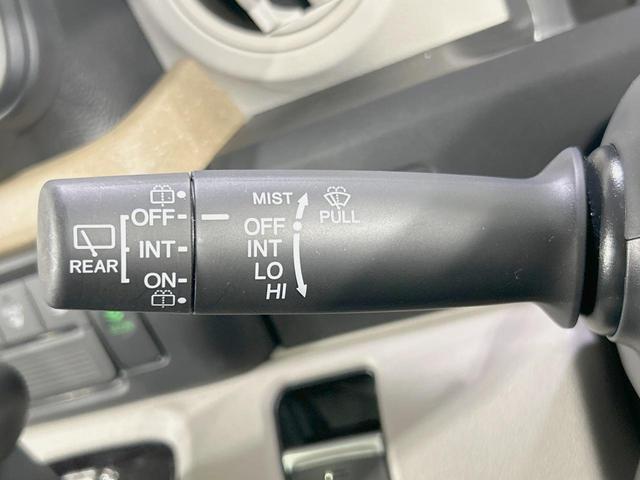 REAR
OFF
INT
ON
MIST
OFF
INT
LO
HI
PULL